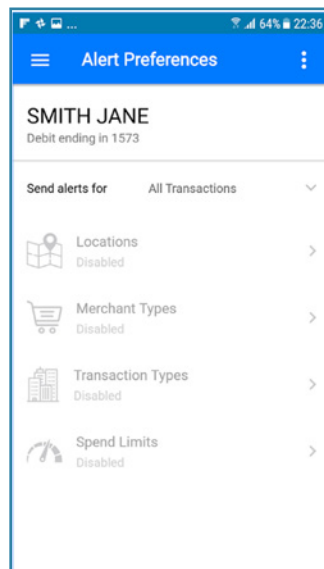 ... 64% 22:36
Alert Preferences
SMITH JANE
Debit ending in 1573
Send alerts for All Transactions
Locations
Disabled
Merchant Types
Disabled
Transaction Types
Disabled
Spend Limits
Disabled